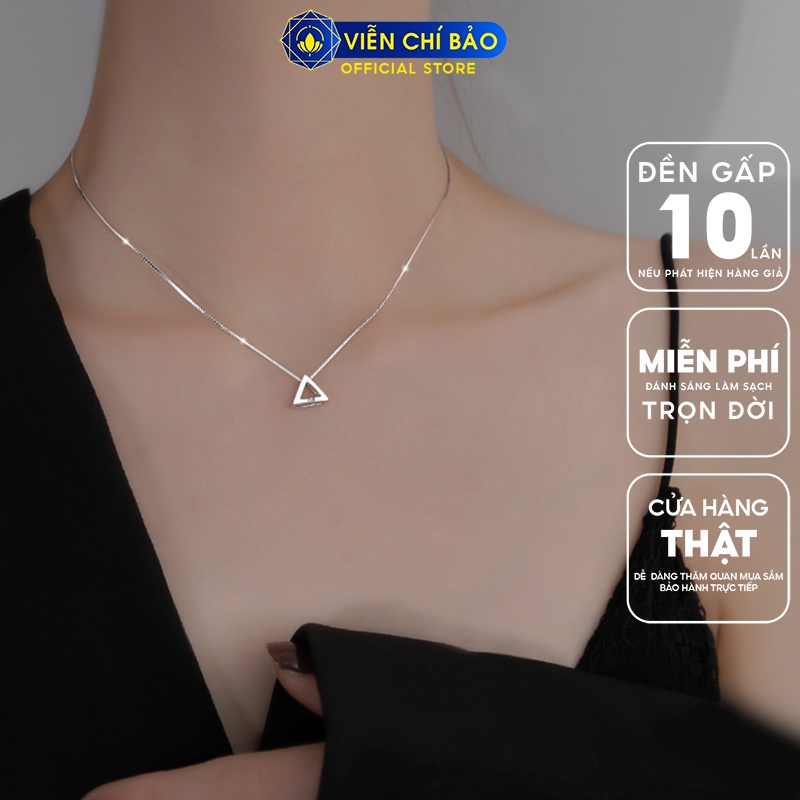 VIỄN CHÍ BẢO
OFFICIAL STORE
ĐỀN GẤP
10 LẦN
NẾU PHÁT HIỆN HÀNG GIẢ
MIỄN PHÍ
ĐÁNH SÁNG LÀM SẠCH
TRỌN ĐỜI
CỬA HÀNG
THẬT
DỄ DÀNG THĂM QUAN MUA SẮM
BẢO HÀNH TRỰC TIẾP